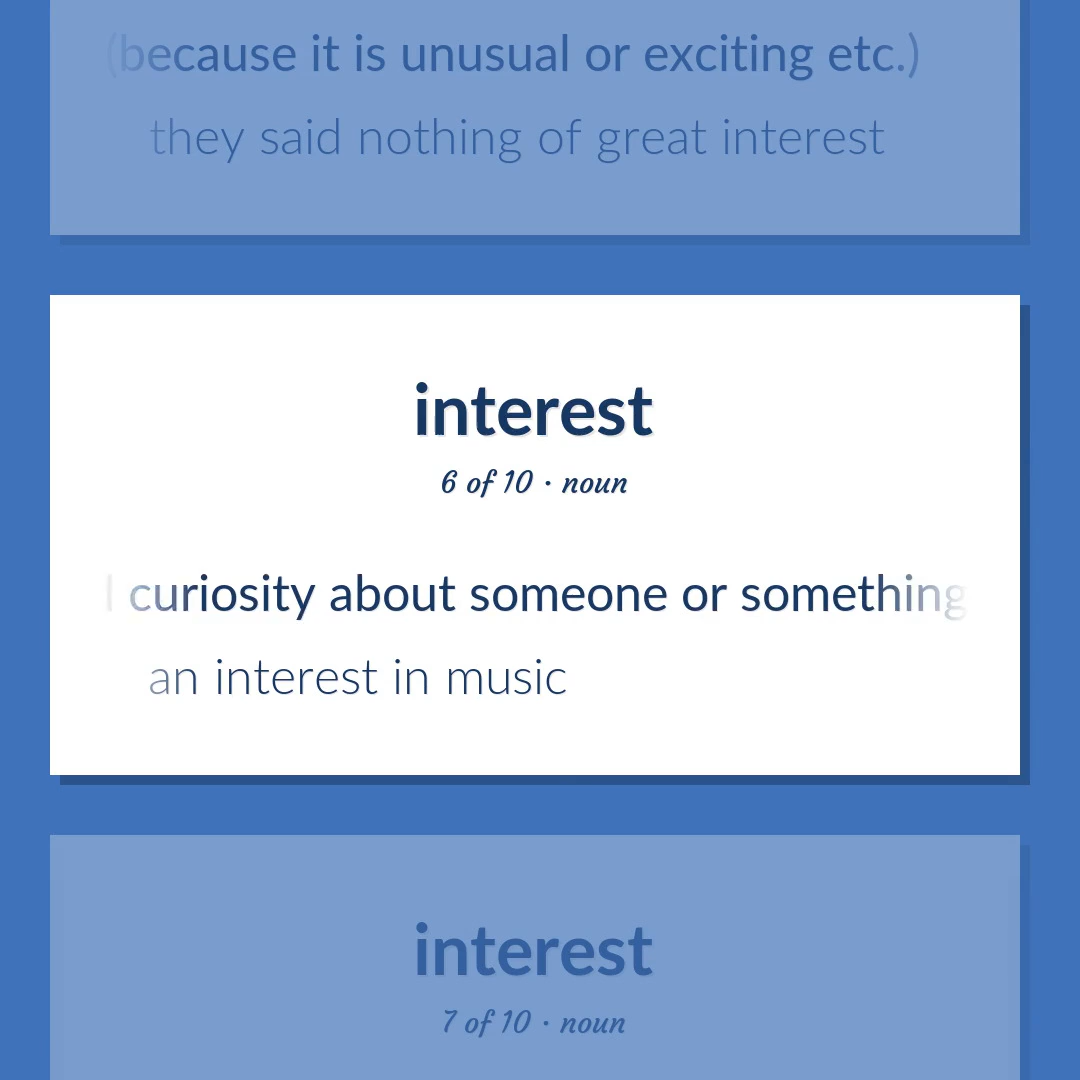 (because it is unusual or exciting etc.)
they said nothing of great interest
interest
6 of 10 · noun
curiosity about someone or something
an interest in music
interest
7 of 10 · noun